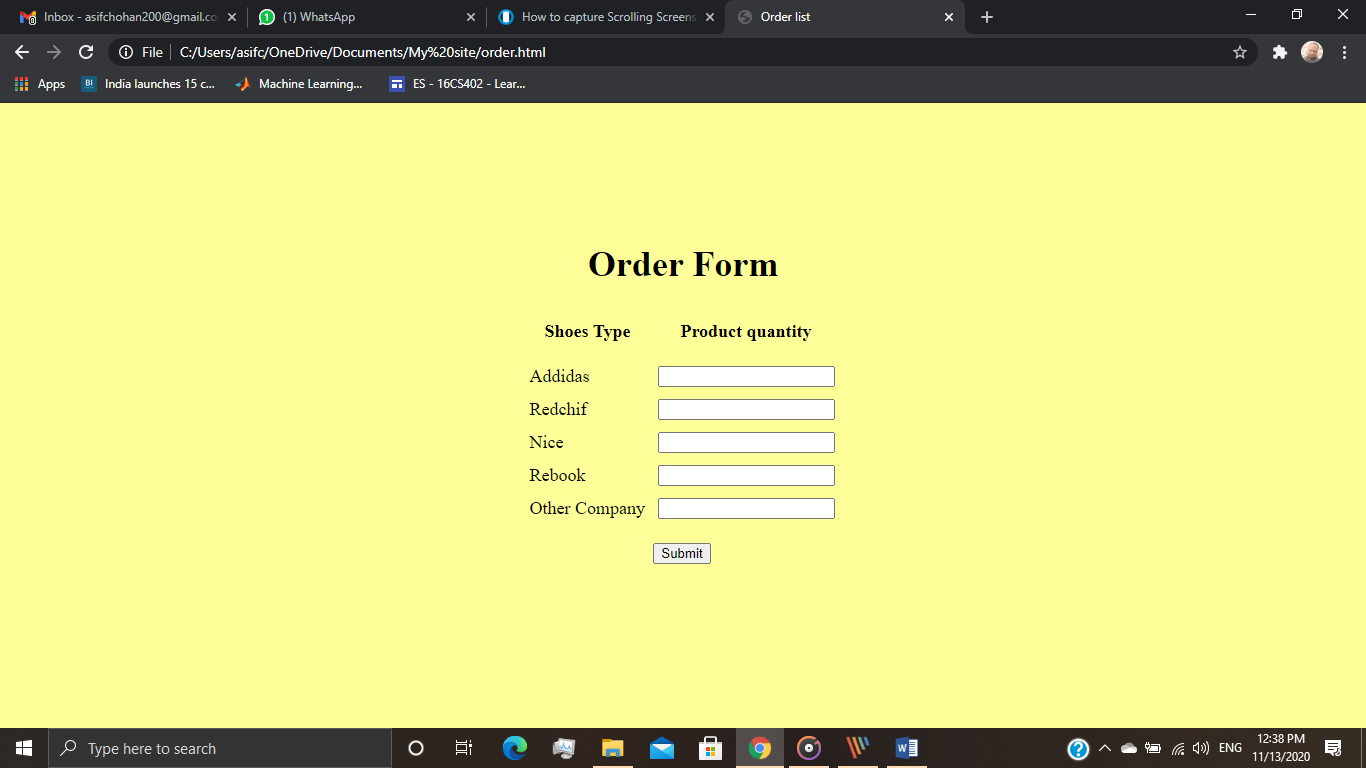 Inbox - asifchohan200@gmail.co
(1) WhatsApp
How to capture Scrolling Screens
Order list
File
C:/Users/asifc/OneDrive/Documents/My%20site/order.html
Apps
BI
India launches 15 c...
Machine Learning...
ES - 16CS402 - Lear...
Order Form
Shoes Type Product quantity
Addidas
Redchif
Nice
Rebook
Other Company
Submit
Type here to search
ENG
12:38 PM
11/13/2020